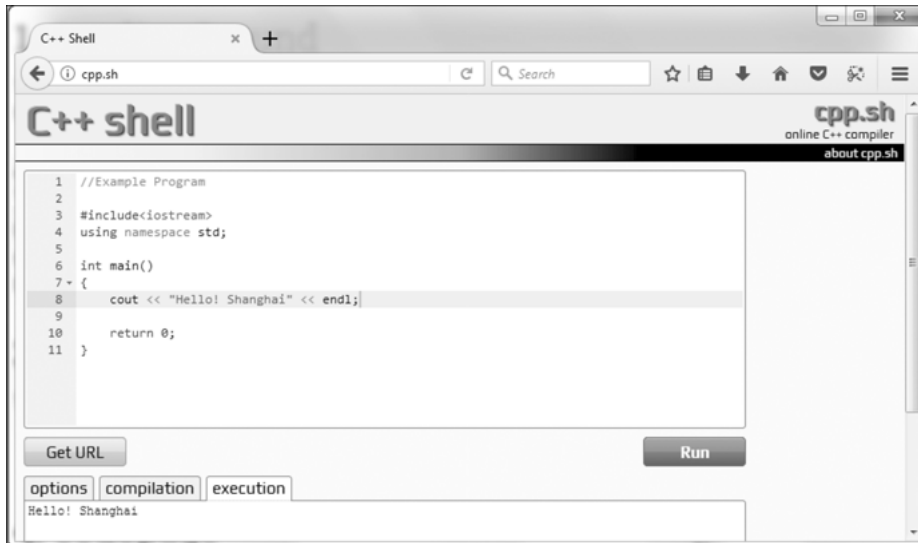 C++ Shell
cpp.sh
Search
C++ shell
cpp.sh
online C++ compiler
about cpp.sh
1 //Example Program
2
3 #include<iostream>
4 using namespace std;
5
6 int main()
7 {
8 cout << "Hello! Shanghai" << endl;
9
10 return 0;
11 }
Get URL
Run
options compilation execution
Hello! Shanghai